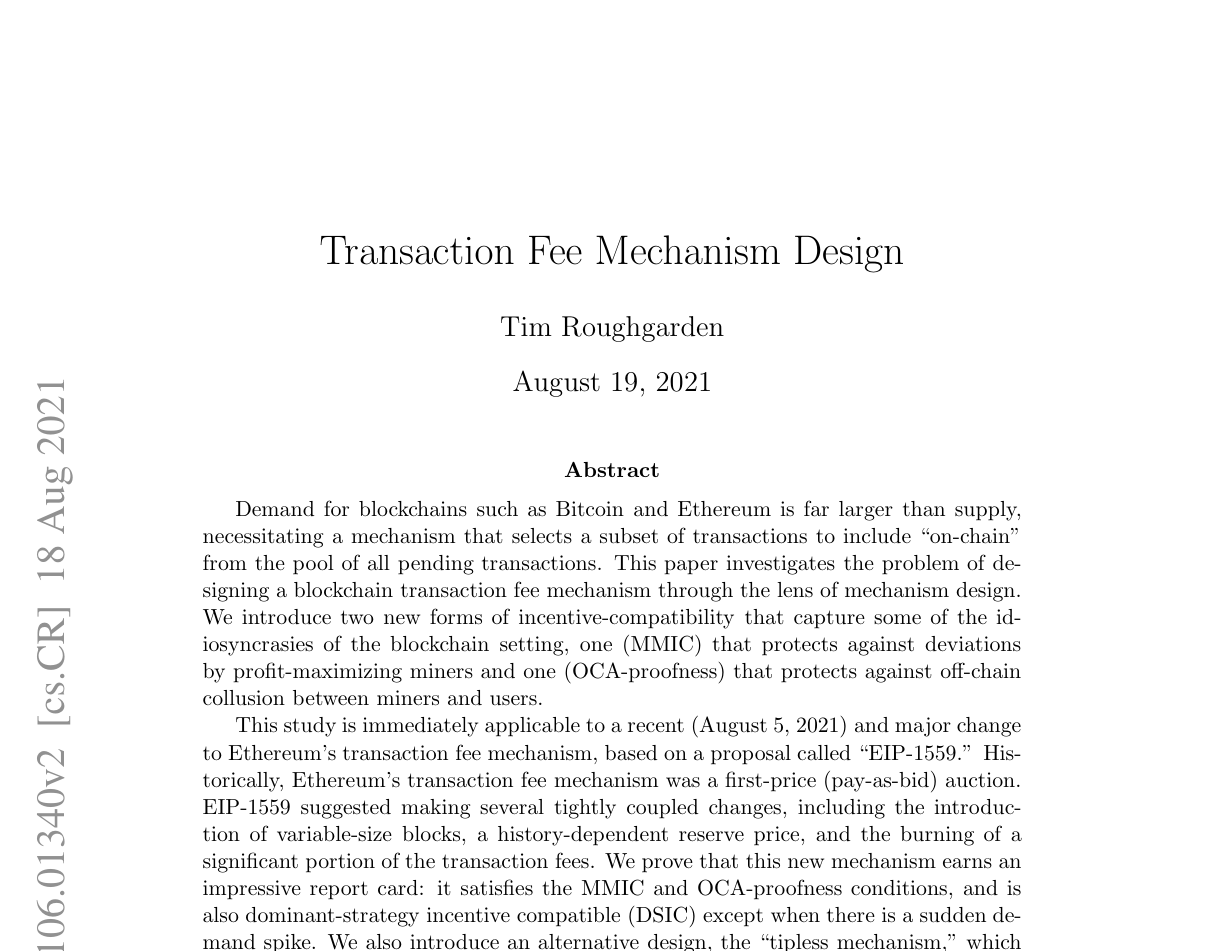 Transaction Fee Mechanism Design
Tim Roughgarden
August 19, 2021
Abstract
Demand for blockchains such as Bitcoin and Ethereum is far larger than supply,
necessitating a mechanism that selects a subset of transactions to include “on-chain”
from the pool of all pending transactions. This paper investigates the problem of de-
signing a blockchain transaction fee mechanism through the lens of mechanism design.
We introduce two new forms of incentive-compatibility that capture some of the id-
iosyncrasies of the blockchain setting, one (MMIC) that protects against deviations
by profit-maximizing miners and one (OCA-proofness) that protects against off-chain
collusion between miners and users.
This study is immediately applicable to a recent (August 5, 2021) and major change
to Ethereum’s transaction fee mechanism, based on a proposal called “EIP-1559.” His-
torically, Ethereum’s transaction fee mechanism was a first-price (pay-as-bid) auction.
EIP-1559 suggested making several tightly coupled changes, including the introduc-
tion of variable-size blocks, a history-dependent reserve price, and the burning of a
significant portion of the transaction fees. We prove that this new mechanism earns an
impressive report card: it satisfies the MMIC and OCA-proofness conditions, and is
also dominant-strategy incentive compatible (DSIC) except when there is a sudden de-
mand spike. We also introduce an alternative design, the “tipless mechanism,” which
106.01340v2 [cs.CR] 18 Aug 2021